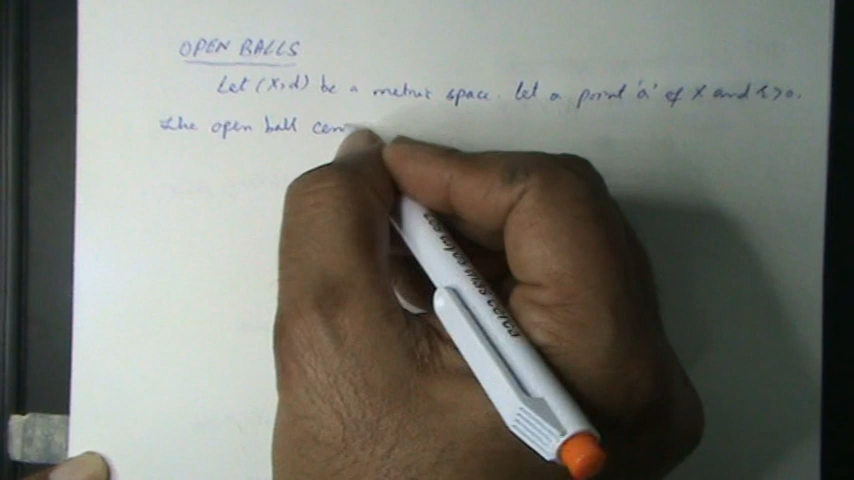 OPEN BALLS
Let (X,d) be a metric space. Let a point 'a' of X and r>0.
The open ball cen